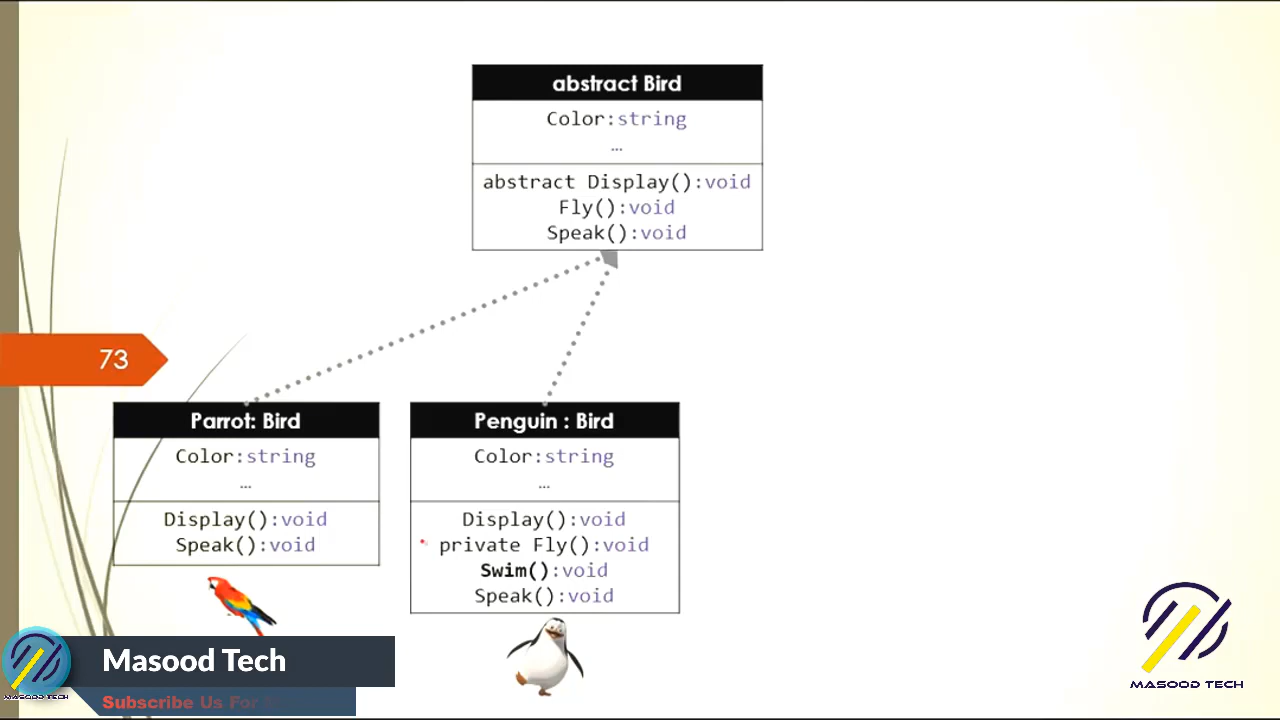 abstract Bird
Color:string
...
abstract Display():void
Fly():void
Speak():void
73
Parrot: Bird
Color:string
...
Display():void
Speak():void
Penguin : Bird
Color:string
...
Display():void
private Fly():void
Swim():void
Speak():void
Masood Tech
Subscribe Us For
MASOOD TECH
MASOOD TECH